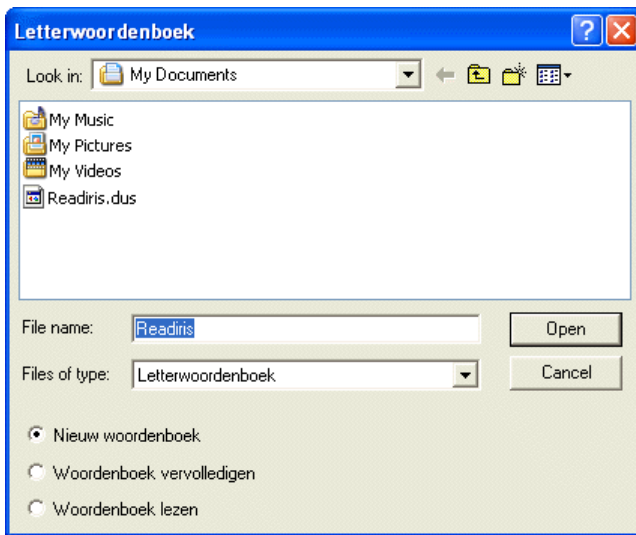 Letterwoordenboek
Look in: My Documents
My Music
My Pictures
My Videos
Readiris.dus
File name: Readiris Open
Files of type: Letterwoordenboek Cancel
Nieuw woordenboek
Woordenboek vervolledigen
Woordenboek lezen